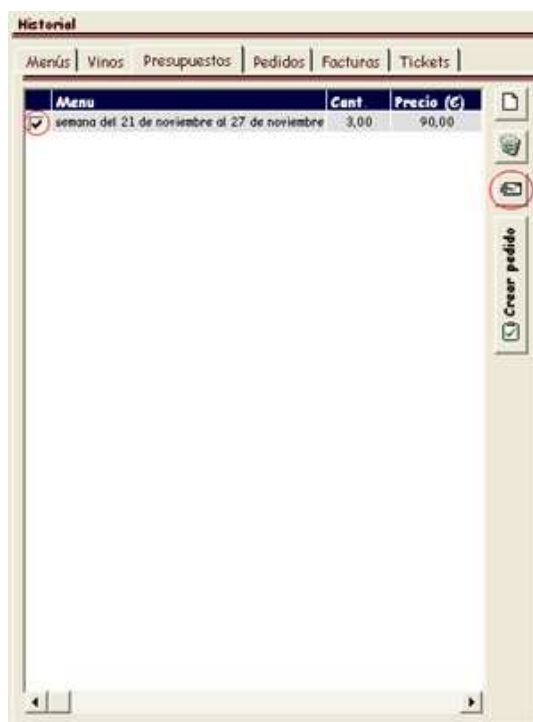 Historial
Menús Vinos Presupuestos Pedidos Facturas Tickets
Menu Cant. Precio (€)
semana del 21 de noviembre al 27 de noviembre 3,00 90,00
Crear pedido